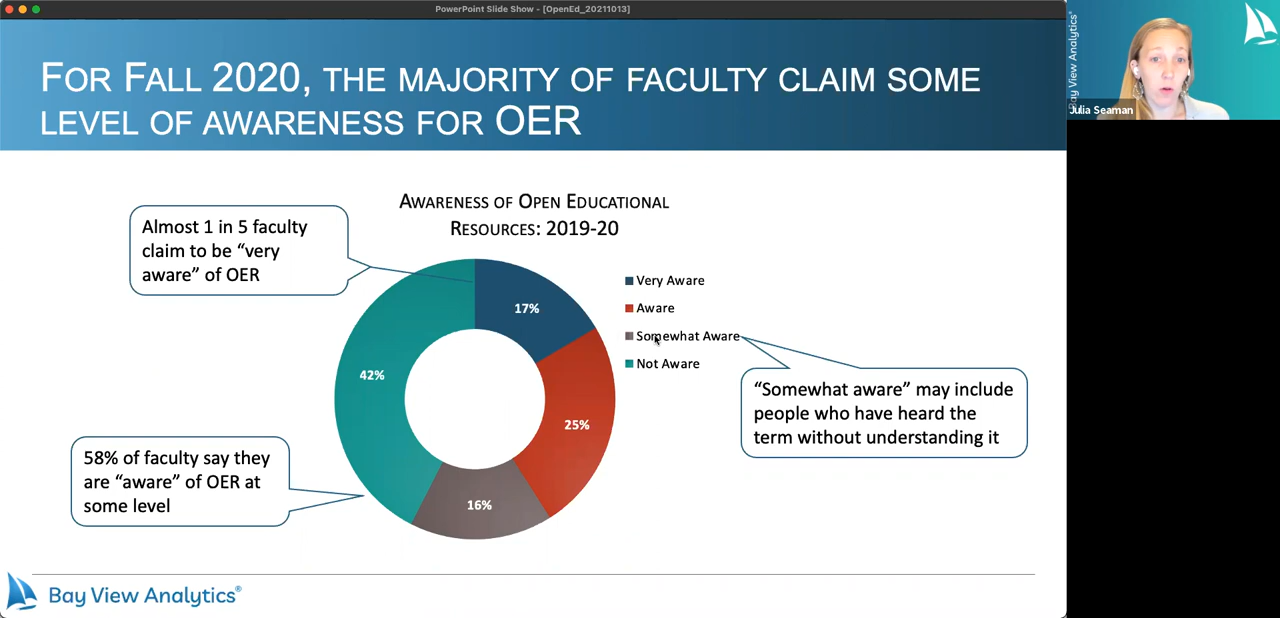 PowerPoint Slide Show - [OpenEd_20211013]
FOR FALL 2020, THE MAJORITY OF FACULTY CLAIM SOME
LEVEL OF AWARENESS FOR OER
Almost 1 in 5 faculty
claim to be “very
aware” of OER
AWARENESS OF OPEN EDUCATIONAL
RESOURCES: 2019-20
17%
25%
16%
42%
Very Aware
Aware
Somewhat Aware
Not Aware
“Somewhat aware” may include
people who have heard the
term without understanding it
58% of faculty say they
are “aware” of OER at
some level
Bay View Analytics®
Bay View Analytics®
Julia Seaman